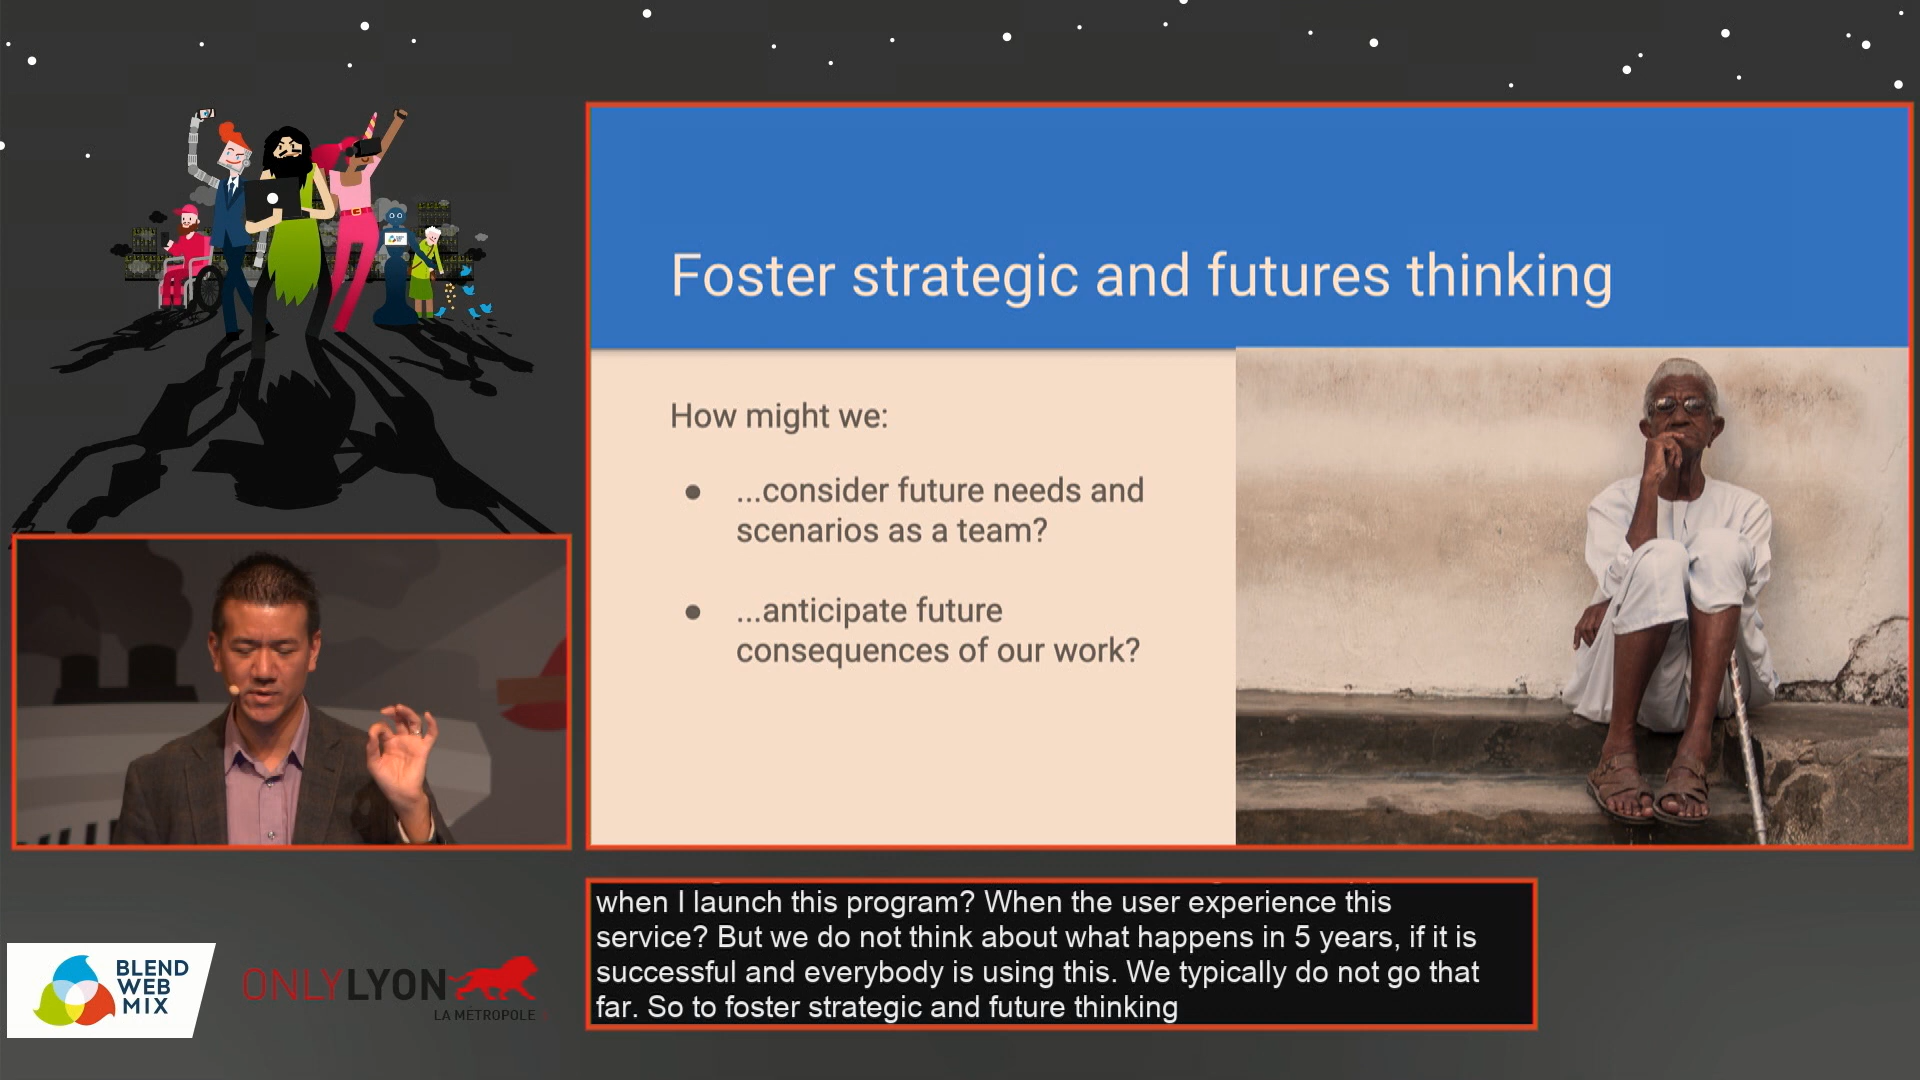 Foster strategic and futures thinking
How might we:
● ...consider future needs and
scenarios as a team?
● ...anticipate future
consequences of our work?
when I launch this program? When the user experience this
service? But we do not think about what happens in 5 years, if it is
successful and everybody is using this. We typically do not go that
far. So to foster strategic and future thinking
BLEND
WEB
MIX
ONLYLYON
LA MÉTROPOLE